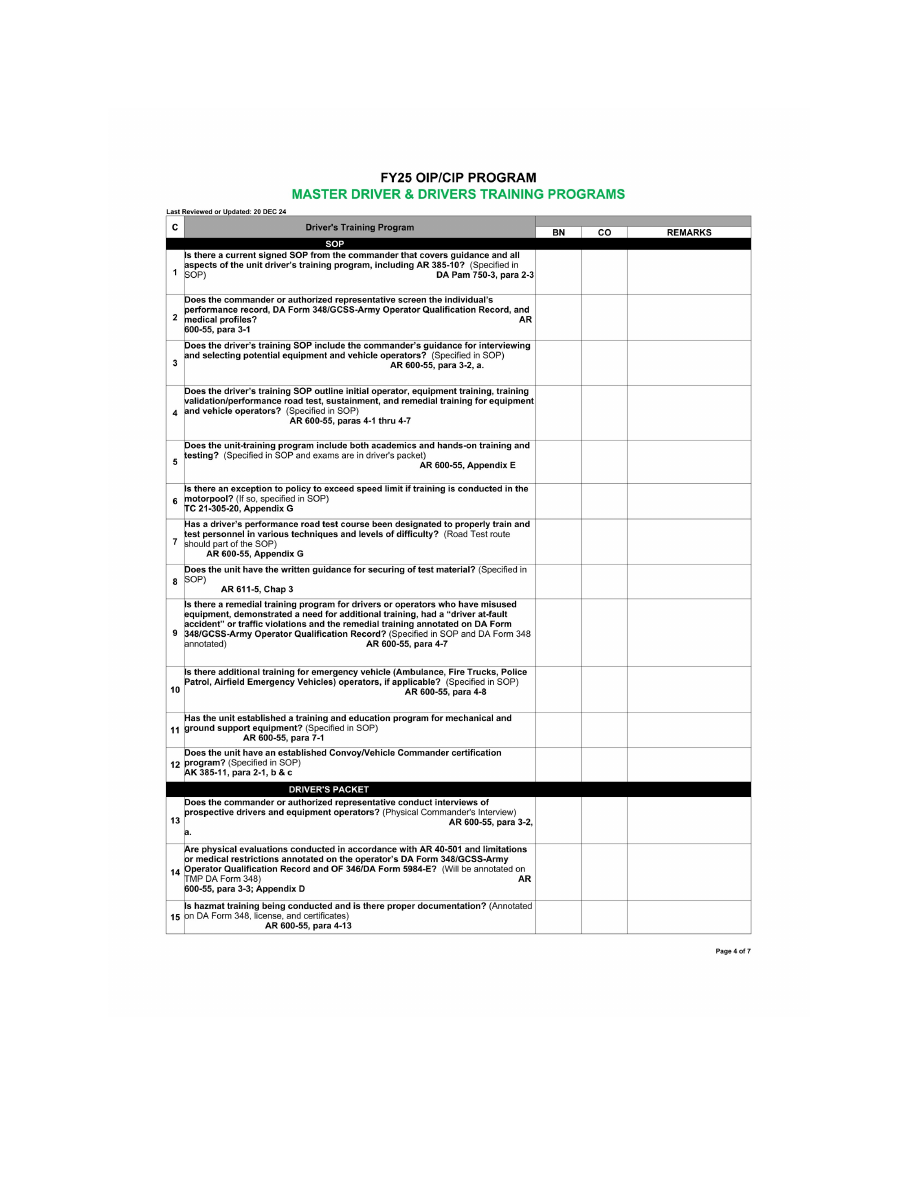 FY25 OIP/CIP PROGRAM
MASTER DRIVER & DRIVERS TRAINING PROGRAMS
Last Reviewed or Updated: 20 DEC 24
C Driver's Training Program
BN CO REMARKS
SOP
1 Is there a current signed SOP from the commander that covers guidance and all
aspects of the unit driver's training program, including AR 385-10? (Specified in
SOP) DA Pam 750-3, para 2-3
2 Does the commander or authorized representative screen the individual's
performance record, DA Form 348/GCSS-Army Operator Qualification Record, and
medical profiles? AR
600-55, para 3-1
3 Does the driver's training SOP include the commander's guidance for interviewing
and selecting potential equipment and vehicle operators? (Specified in SOP)
AR 600-55, para 3-2, a.
4 Does the driver's training SOP outline initial operator, equipment training, training
validation/performance road test, sustainment, and remedial training for equipment
and vehicle operators? (Specified in SOP)
AR 600-55, paras 4-1 thru 4-7
5 Does the unit-training program include both academics and hands-on training and
testing? (Specified in SOP and exams are in driver's packet)
AR 600-55, Appendix E
6 Is there an exception to policy to exceed speed limit if training is conducted in the
motorpool? (If so, specified in SOP)
TC 21-305-20, Appendix G
7 Has a driver's performance road test course been designated to properly train and
test personnel in various techniques and levels of difficulty? (Road Test route
should part of the SOP)
AR 600-55, Appendix G
8 Does the unit have the written guidance for securing of test material? (Specified in
SOP)
AR 611-5, Chap 3
9 Is there a remedial training program for drivers or operators who have misused
equipment, demonstrated a need for additional training, had a "driver at-fault
accident" or traffic violations and the remedial training annotated on DA Form
348/GCSS-Army Operator Qualification Record? (Specified in SOP and DA Form 348
annotated) AR 600-55, para 4-7
10 Is there additional training for emergency vehicle (Ambulance, Fire Trucks, Police
Patrol, Airfield Emergency Vehicles) operators, if applicable? (Specified in SOP)
AR 600-55, para 4-8
11 Has the unit established a training and education program for mechanical and
ground support equipment? (Specified in SOP)
AR 600-55, para 7-1
12 Does the unit have an established Convoy/Vehicle Commander certification
program? (Specified in SOP)
AK 385-11, para 2-1, b & c
DRIVER'S PACKET
13 Does the commander or authorized representative conduct interviews of
prospective drivers and equipment operators? (Physical Commander's Interview)
AR 600-55, para 3-2,
a.
14 Are physical evaluations conducted in accordance with AR 40-501 and limitations
or medical restrictions annotated on the operator's DA Form 348/GCSS-Army
Operator Qualification Record and OF 346/DA Form 5984-E? (Will be annotated on
TMP DA Form 348) AR
600-55, para 3-3; Appendix D
15 Is hazmat training being conducted and is there proper documentation? (Annotated
on DA Form 348, license, and certificates)
AR 600-55, para 4-13
Page 4 of 7